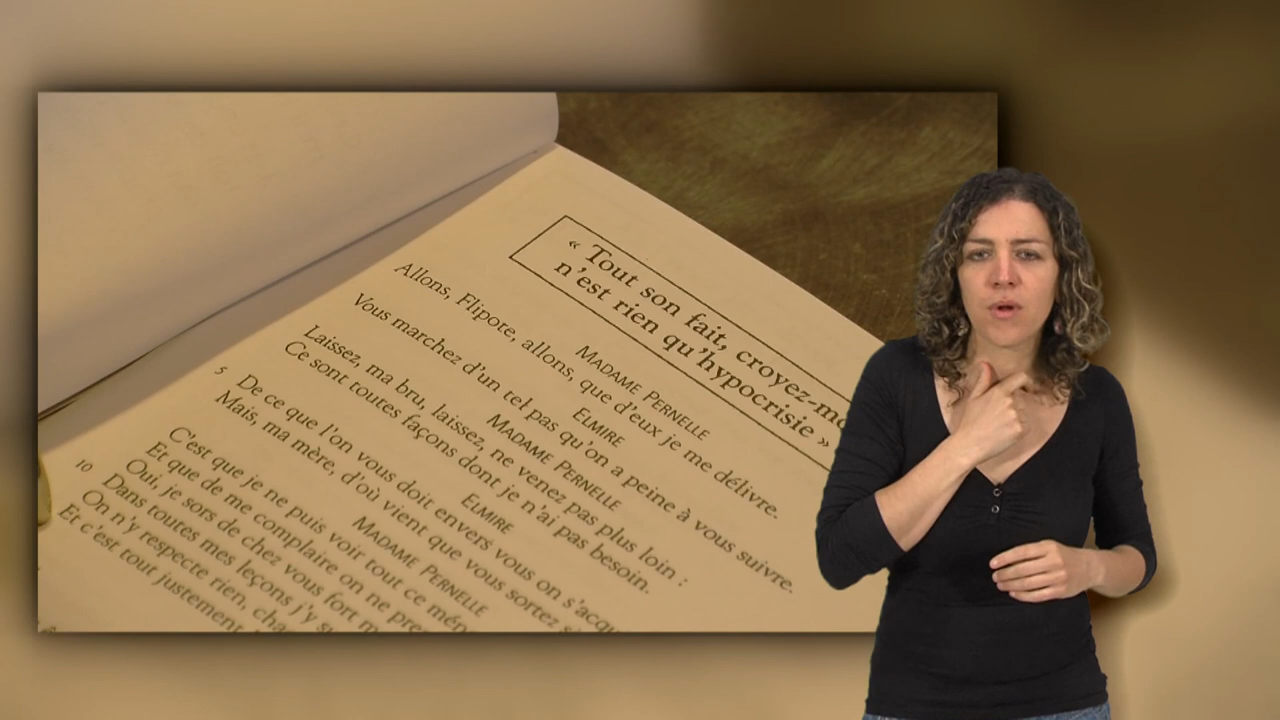 « Tout son fait, croyez-mo
n'est rien qu'hypocrisie »
MADAME PERNELLE
Allons, Flipote, allons, que d'eux je me délivre.
ELMIRE
Vous marchez d'un tel pas qu'on a peine à vous suivre.
MADAME PERNELLE
Laissez, ma bru, laissez, ne venez pas plus loin :
Ce sont toutes façons dont je n'ai pas besoin.
ELMIRE
5 De ce que l'on vous doit envers vous on s'acqu
Mais, ma mère, d'où vient que vous sortez si
MADAME PERNELLE
C'est que je ne puis voir tout ce mén
Et que de me complaire on ne pre
Oui, je sors de chez vous fort m
10 Dans toutes mes leçons j'y su
On n'y respecte rien, cha
Et c'est tout justement